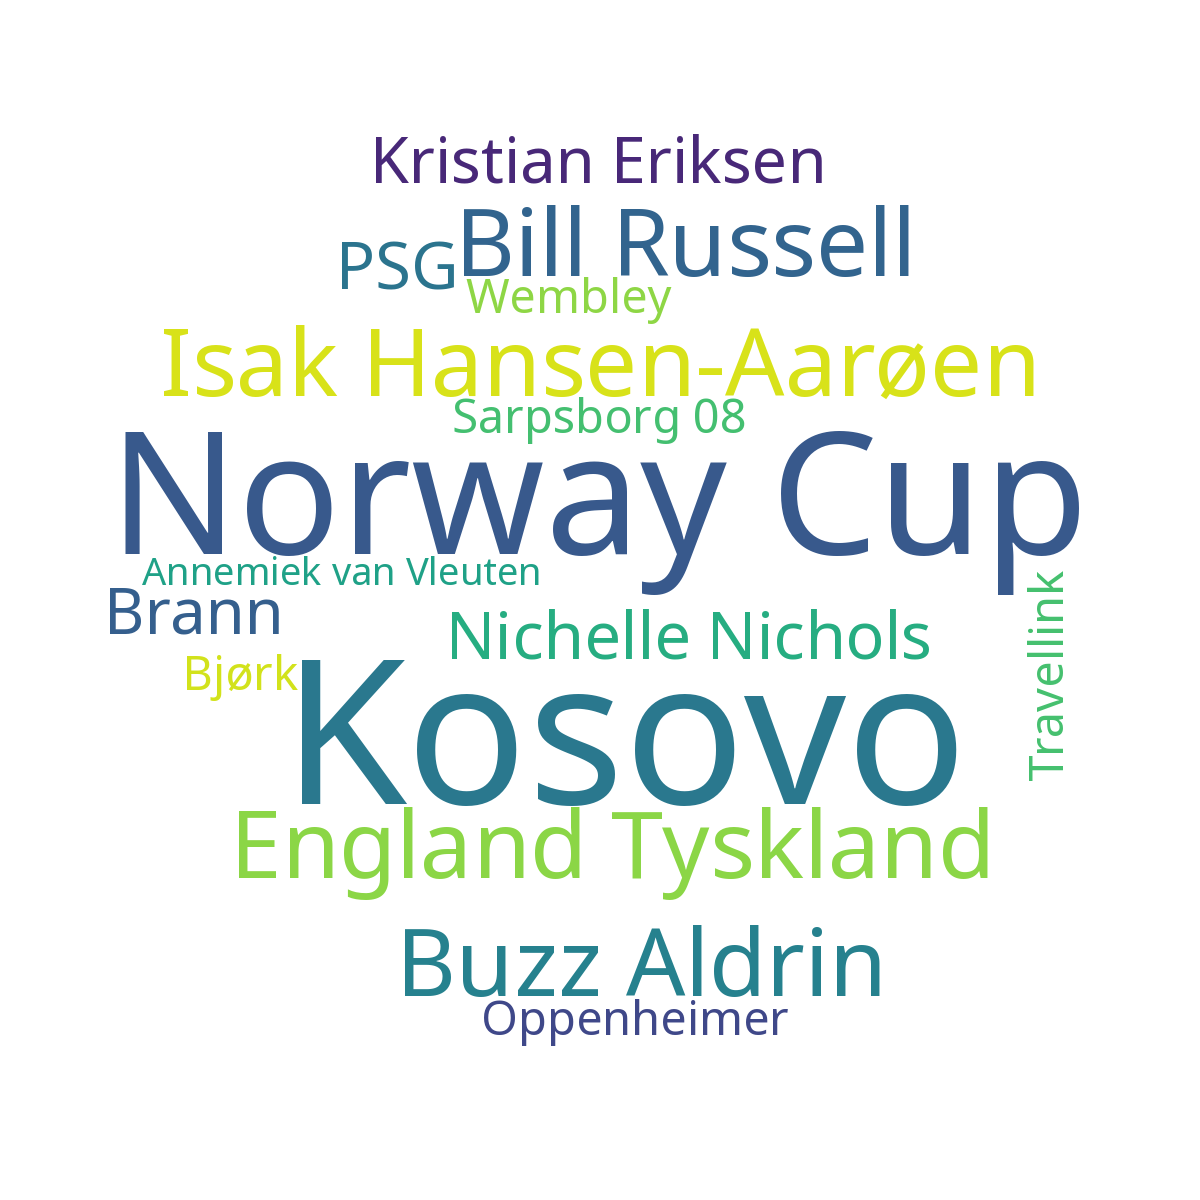 Kristian Eriksen
Bill Russell
PSG
Wembley
Isak Hansen-Aarøen
Sarpsborg 08
Norway Cup
Annemiek van Vleuten
Brann
Nichelle Nichols
Travellink
Bjørk
Kosovo
England Tyskland
Buzz Aldrin
Oppenheimer